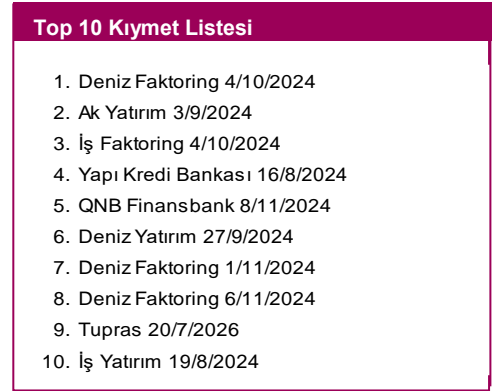 Top 10 Kıymet Listesi
1. Deniz Faktoring 4/10/2024
2. Ak Yatırım 3/9/2024
3. İş Faktoring 4/10/2024
4. Yapı Kredi Bankası 16/8/2024
5. QNB Finansbank 8/11/2024
6. Deniz Yatırım 27/9/2024
7. Deniz Faktoring 1/11/2024
8. Deniz Faktoring 6/11/2024
9. Tupras 20/7/2026
10. İş Yatırım 19/8/2024